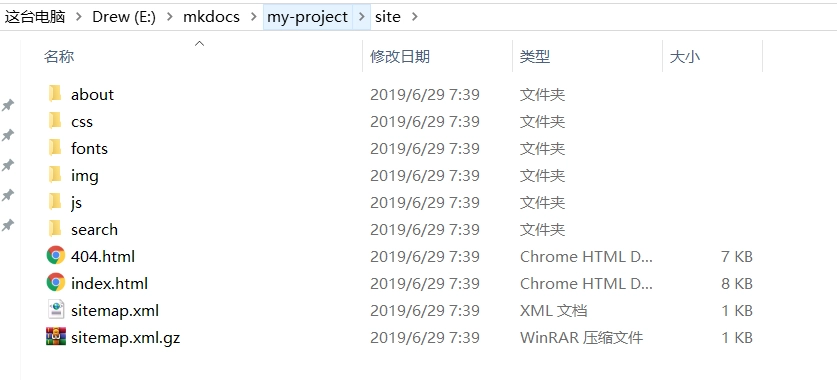 这台电脑 > Drew (E:) > mkdocs > my-project > site >
名称 修改日期 类型 大小
about 2019/6/29 7:39 文件夹
css 2019/6/29 7:39 文件夹
fonts 2019/6/29 7:39 文件夹
img 2019/6/29 7:39 文件夹
js 2019/6/29 7:39 文件夹
search 2019/6/29 7:39 文件夹
404.html 2019/6/29 7:39 Chrome HTML D... 7 KB
index.html 2019/6/29 7:39 Chrome HTML D... 8 KB
sitemap.xml 2019/6/29 7:39 XML 文档 1 KB
sitemap.xml.gz 2019/6/29 7:39 WinRAR 压缩文件 1 KB